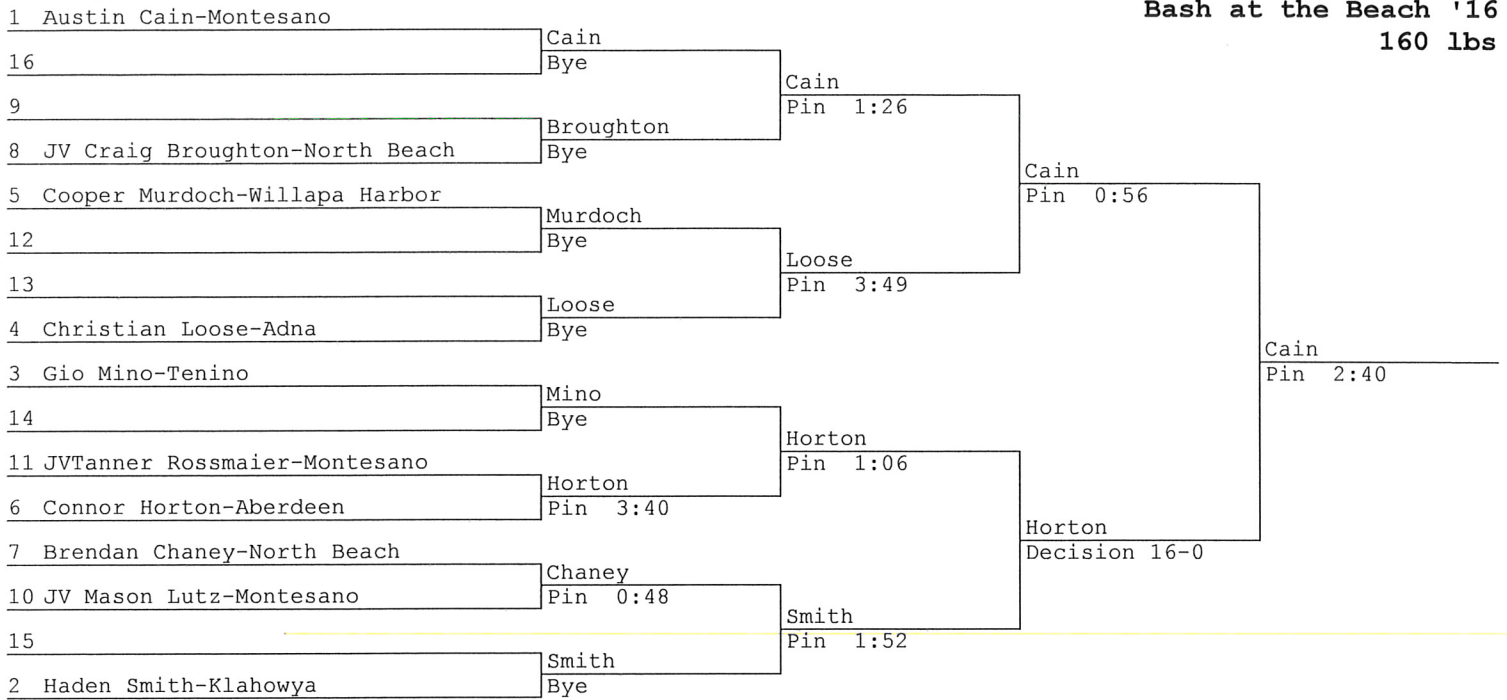 Bash at the Beach '16
160 lbs
1 Austin Cain-Montesano
16
9
8 JV Craig Broughton-North Beach
5 Cooper Murdoch-Willapa Harbor
12
13
4 Christian Loose-Adna
3 Gio Mino-Tenino
14
11 JVTanner Rossmaier-Montesano
6 Connor Horton-Aberdeen
7 Brendan Chaney-North Beach
10 JV Mason Lutz-Montesano
15
2 Haden Smith-Klahowya
Cain
Bye
Broughton
Bye
Murdoch
Bye
Loose
Bye
Mino
Bye
Horton
Pin 3:40
Chaney
Pin 0:48
Smith
Bye
Cain
Pin 1:26
Loose
Pin 3:49
Horton
Pin 1:06
Smith
Pin 1:52
Cain
Pin 0:56
Horton
Decision 16-0
Cain
Pin 2:40